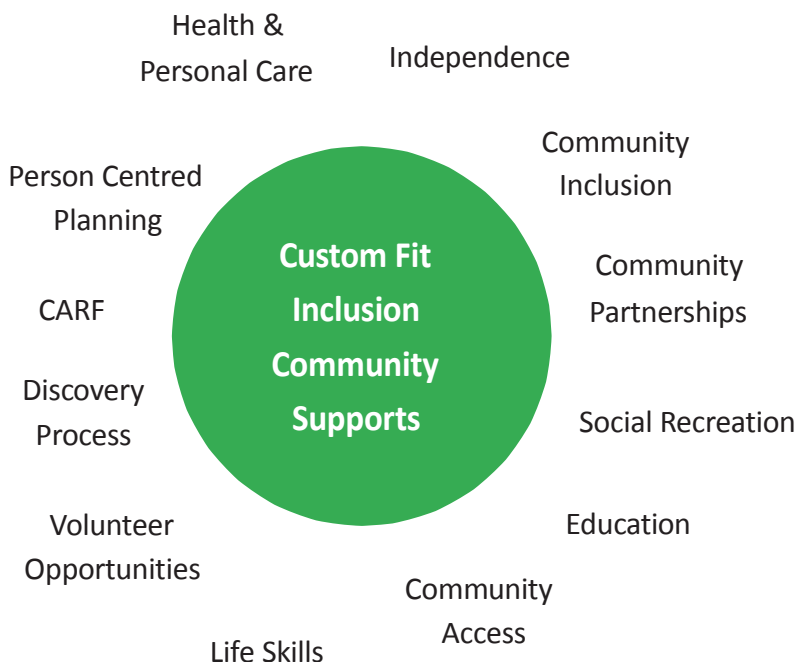 Health &
Personal Care
Independence
Community
Inclusion
Person Centred
Planning
Custom Fit
Inclusion
Community
Supports
Community
Partnerships
CARF
Discovery
Process
Social Recreation
Volunteer
Opportunities
Education
Community
Access
Life Skills